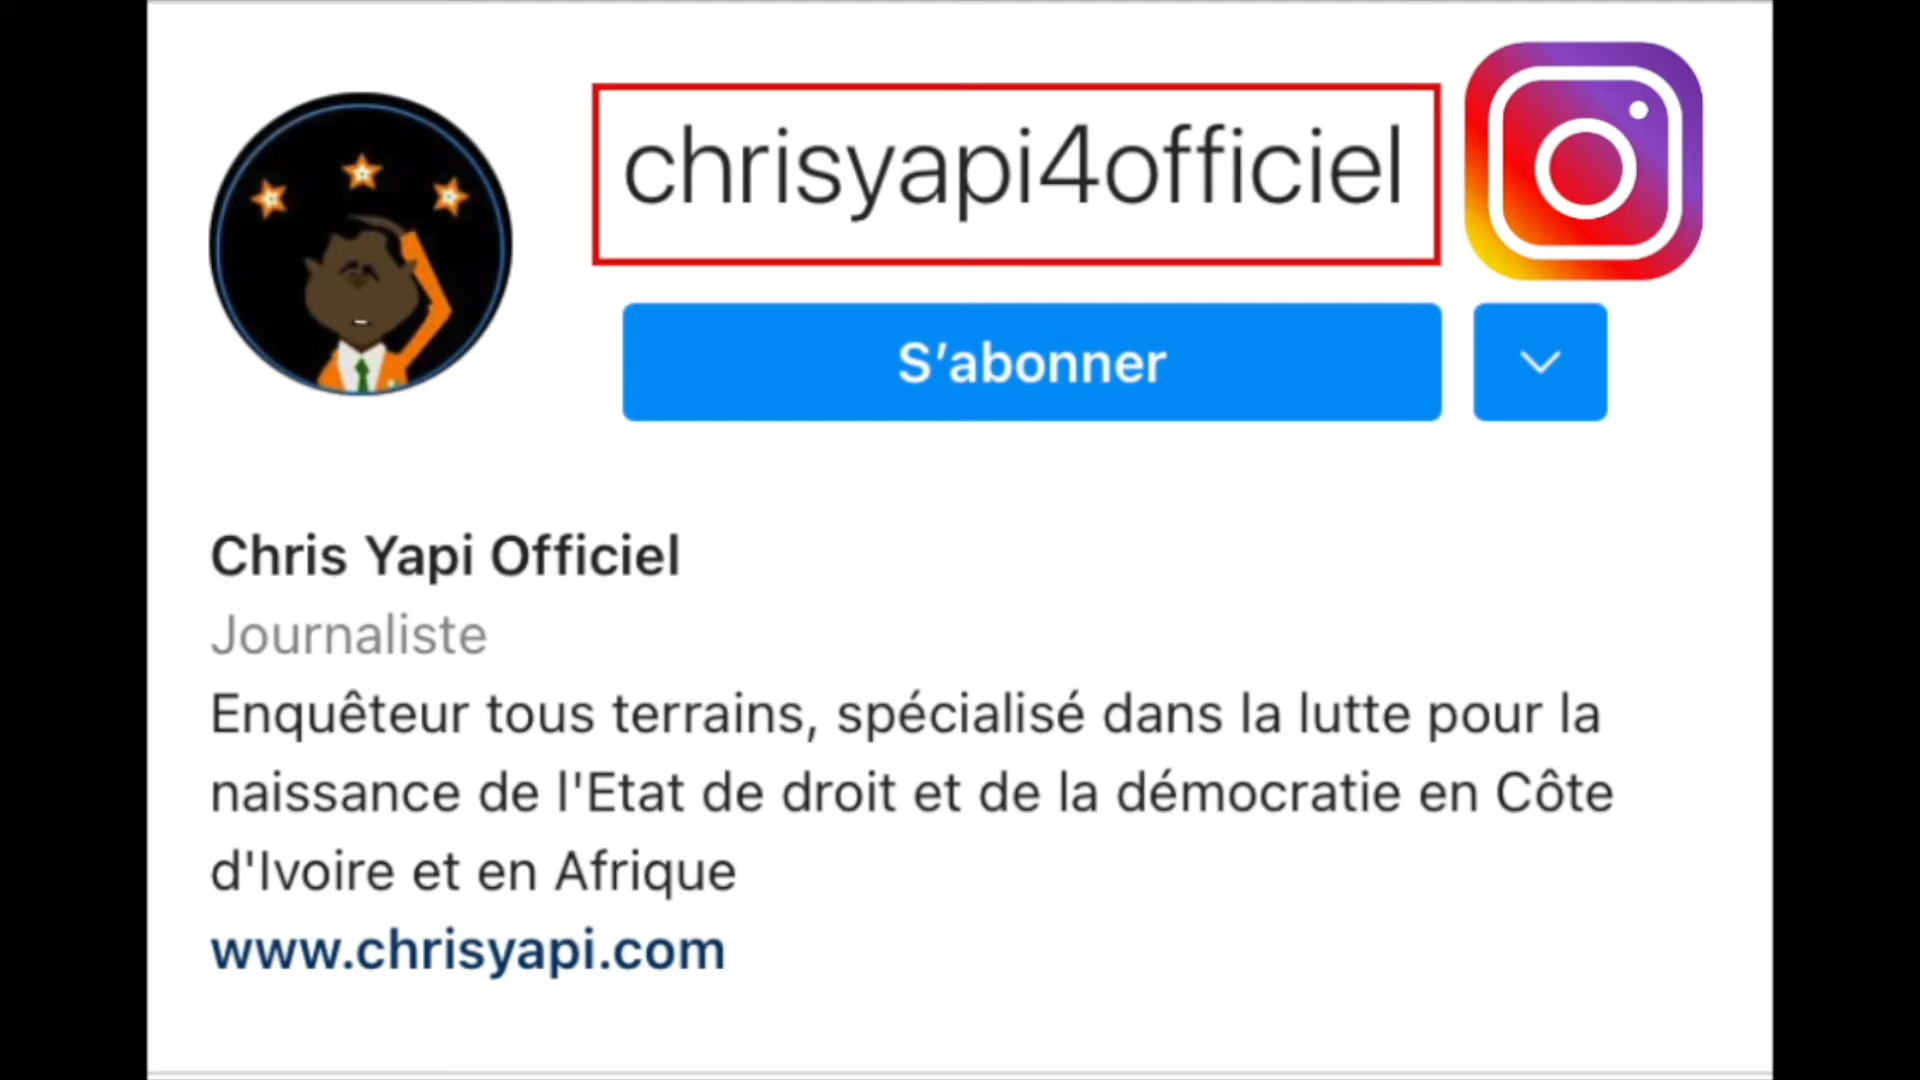 chrisyapi4officiel
S’abonner
Chris Yapi Officiel
Journaliste
Enquêteur tous terrains, spécialisé dans la lutte pour la
naissance de l'Etat de droit et de la démocratie en Côte
d'Ivoire et en Afrique
www.chrisyapi.com